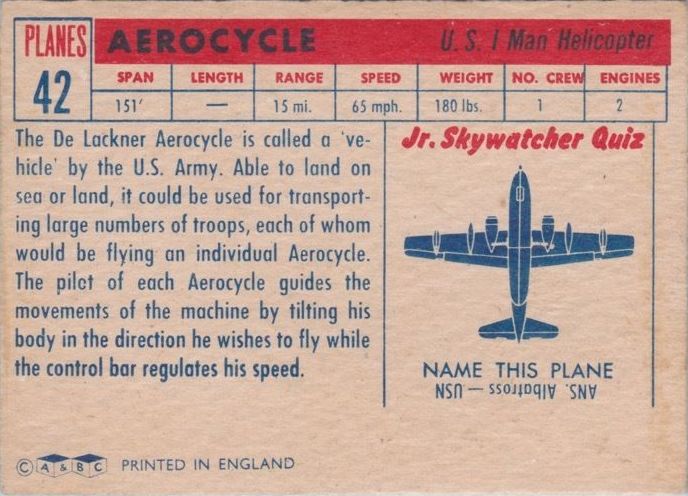 PLANES
42
AEROCYCLE
U. S. 1 Man Helicopter
SPAN LENGTH RANGE SPEED WEIGHT NO. CREW ENGINES
151' — 15 mi. 65 mph. 180 lbs. 1 2
The De Lackner Aerocycle is called a 've-
hicle' by the U.S. Army. Able to land on
sea or land, it could be used for transport-
ing large numbers of troops, each of whom
would be flying an individual Aerocycle.
The pilot of each Aerocycle guides the
movements of the machine by tilting his
body in the direction he wishes to fly while
the control bar regulates his speed.
Jr. Skywatcher Quiz
NAME THIS PLANE
ANS. Albatross — USN
© A & B C PRINTED IN ENGLAND